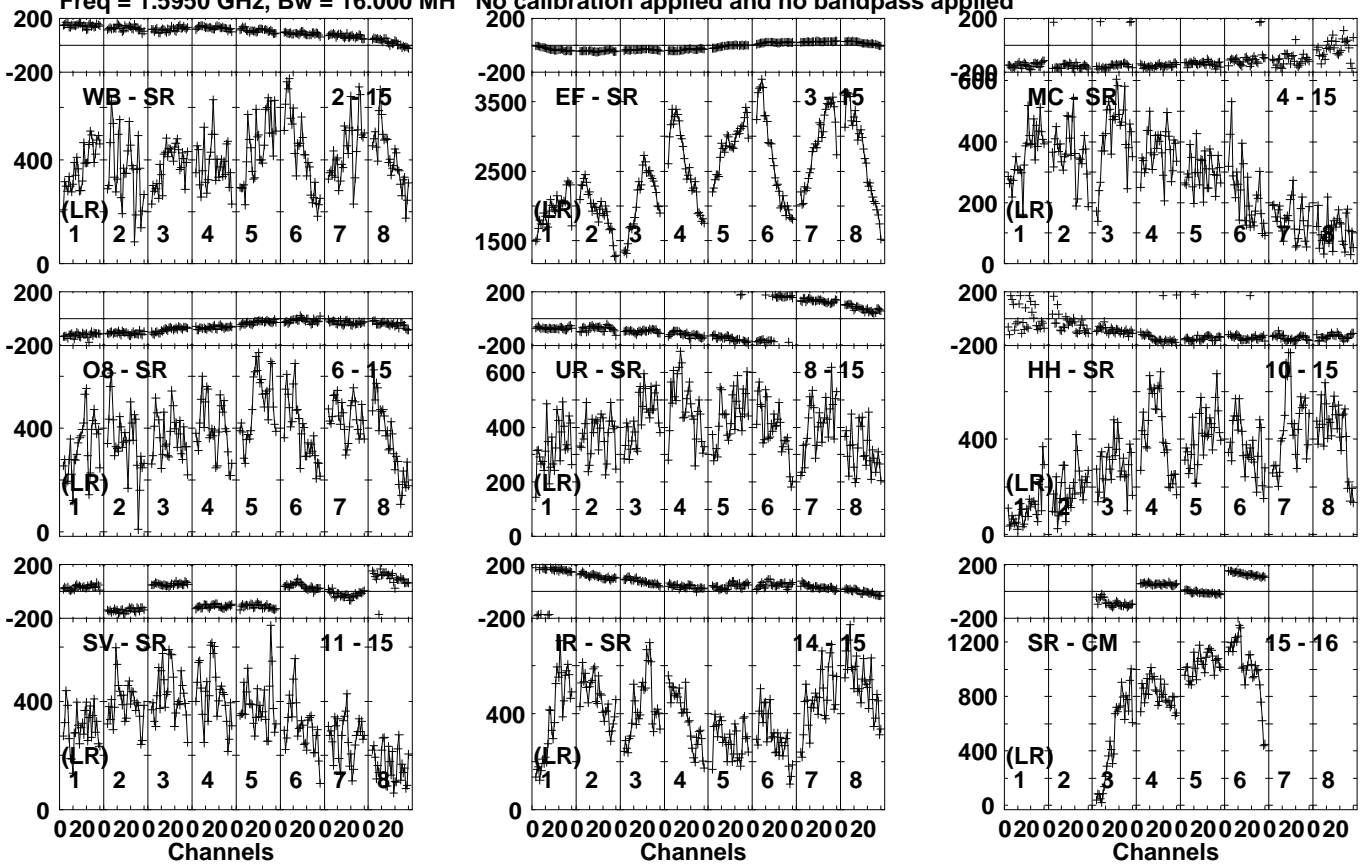 Freq = 1.5950 GHz, Bw = 16.000 MH No calibration applied and no bandpass applied
200 200 200
-200 -200 -200
WB - SR 2 - 15 EF - SR 3 - 15 MC - SR 4 - 15
3500 600
400 2500 400
200
1500
(LR) (LR) (LR)
1 2 3 4 5 6 7 8 1 2 3 4 5 6 7 8 1 2 3 4 5 6 7 8
0 0
200 200 200
-200 -200 -200
O8 - SR 6 - 15 UR - SR 8 - 15 HH - SR 10 - 15
600
400 400 400
200
(LR) (LR) (LR)
1 2 3 4 5 6 7 8 1 2 3 4 5 6 7 8 1 2 3 4 5 6 7 8
0 0 0
200 200 200
-200 -200 -200
SV - SR 11 - 15 IR - SR 14 - 15 SR - CM 15 - 16
1200
400 400 800
400
(LR) (LR) (LR)
1 2 3 4 5 6 7 8 1 2 3 4 5 6 7 8 1 2 3 4 5 6 7 8
0 0 0
0 20 0 20 0 20 0 20 0 20 0 20 0 20 0 20 0 20 0 20 0 20 0 20 0 20 0 20 0 20 0 20 0 20 0 20 0 20 0 20 0 20 0 20 0 20 0 20
Channels Channels Channels